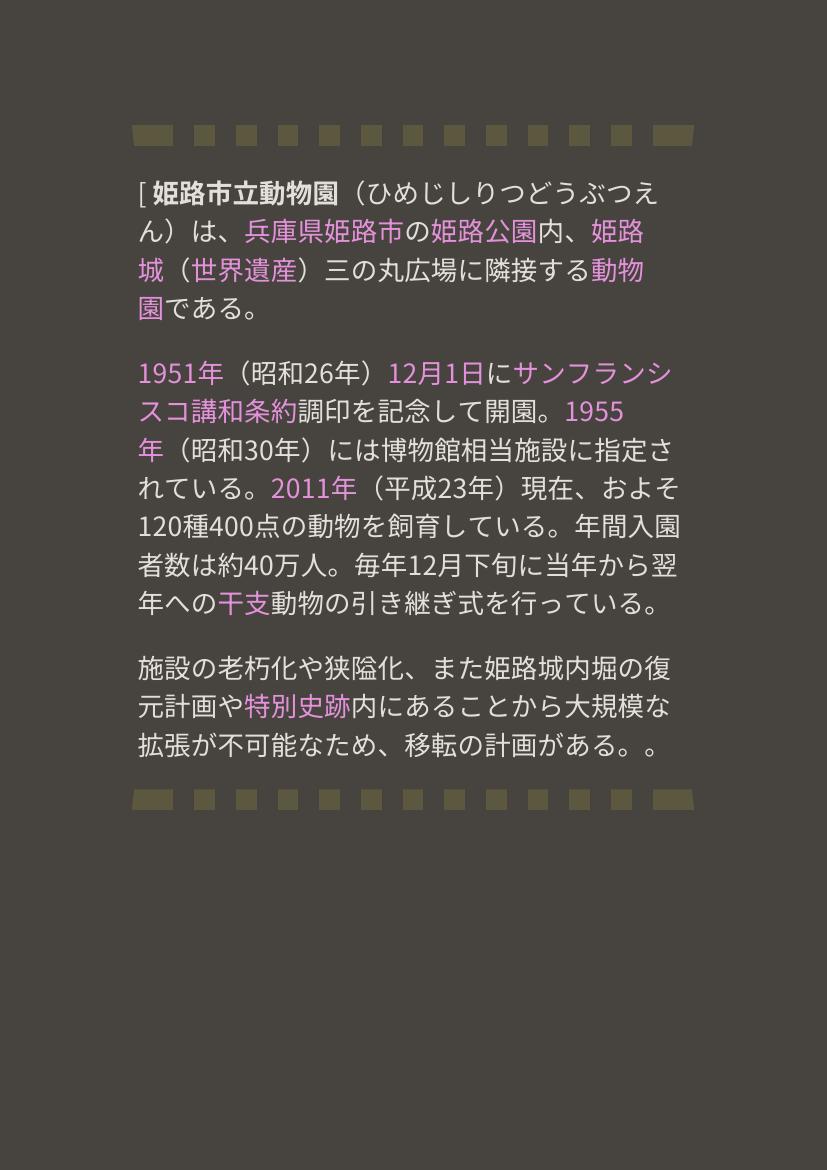 [ 姫路市立動物園（ひめじしりつどうぶつえ
ん）は、兵庫県姫路市の姫路公園内、姫路
城（世界遺産）三の丸広場に隣接する動物
園である。
1951年（昭和26年）12月1日にサンフランシ
スコ講和条約調印を記念して開園。1955
年（昭和30年）には博物館相当施設に指定さ
れている。2011年（平成23年）現在、およそ
120種400点の動物を飼育している。年間入園
者数は約40万人。毎年12月下旬に当年から翌
年への干支動物の引き継ぎ式を行っている。
施設の老朽化や狭隘化、また姫路城内堀の復
元計画や特別史跡内にあることから大規模な
拡張が不可能なため、移転の計画がある。。